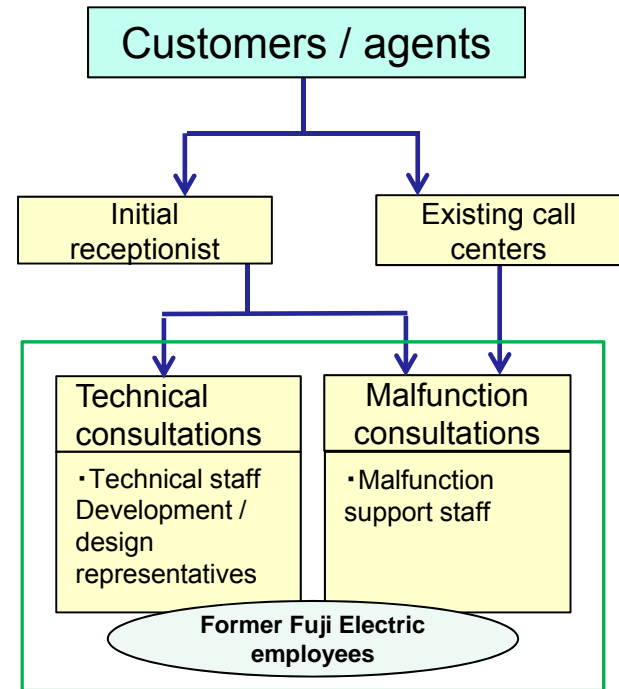 Customers / agents
Initial
receptionist
Existing call
centers
Technical
consultations
・Technical staff
Development /
design
representatives
Malfunction
consultations
・Malfunction
support staff
Former Fuji Electric
employees